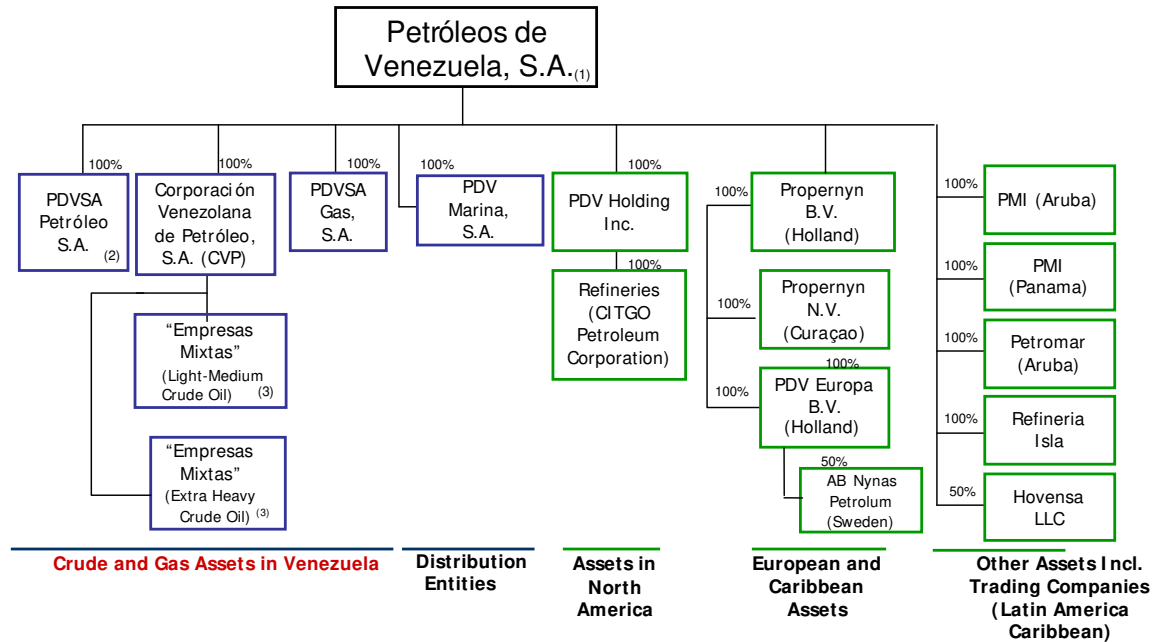 Petróleos de
Venezuela, S.A.(1)
100%
PDVSA
Petróleo
S.A.
(2)
100%
Corporación
Venezolana
de Petróleo,
S.A. (CVP)
100%
PDVSA
Gas,
S.A.
100%
PDV
Marina,
S.A.
100%
PDV Holding
Inc.
100%
Propernyn
B.V.
(Holland)
100%
PMI (Aruba)
"Empresas
Mixtas"
(Light-Medium
Crude Oil) (3)
"Empresas
Mixtas"
(Extra Heavy
Crude Oil) (3)
100%
Refineries
(CITGO
Petroleum
Corporation)
100%
Propernyn
N.V.
(Curaçao)
100%
100%
PDV Europa
B.V.
(Holland)
50%
AB Nynas
Petrolum
(Sweden)
100%
PMI
(Panama)
100%
Petromar
(Aruba)
100%
Refineria
Isla
50%
Hovensa
LLC
Crude and Gas Assets in Venezuela
Distribution
Entities
Assets in
North
America
European and
Caribbean
Assets
Other Assets Incl.
Trading Companies
(Latin America
Caribbean)